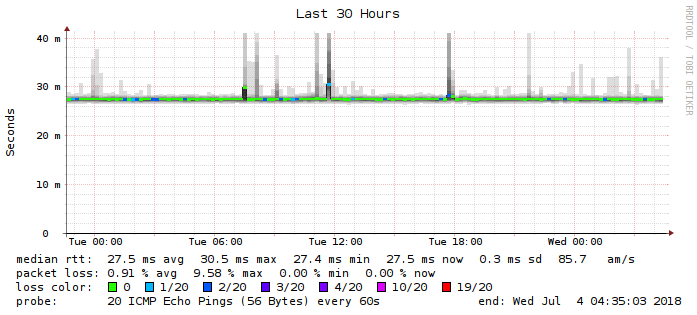 Last 30 Hours
RRDTOOL / TOBI OETIKER
Seconds
40 m
30 m
20 m
10 m
0
Tue 00:00 Tue 06:00 Tue 12:00 Tue 18:00 Wed 00:00
median rtt: 27.5 ms avg 30.5 ms max 27.4 ms min 27.5 ms now 0.3 ms sd 85.7 am/s
packet loss: 0.91 % avg 9.58 % max 0.00 % min 0.00 % now
loss color: 0 1/20 2/20 3/20 4/20 10/20 19/20
probe: 20 ICMP Echo Pings (56 Bytes) every 60s end: Wed Jul 4 04:35:03 2018